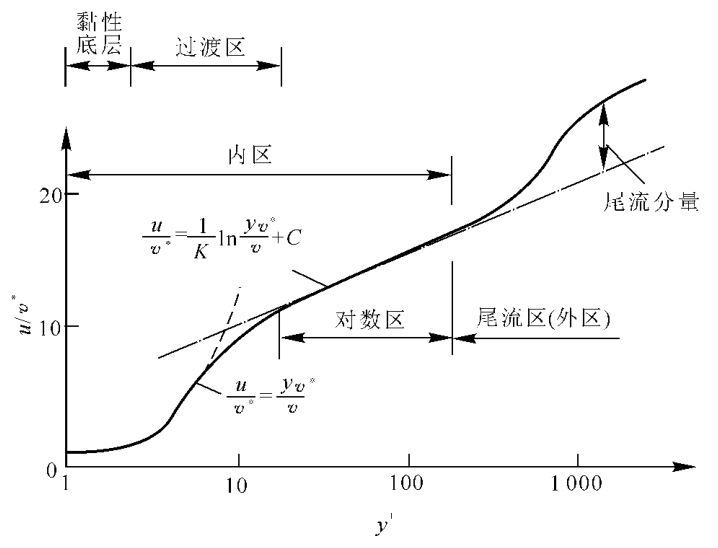 黏性
底层
过渡区
内区
20
尾流分量
u/v* = 1/K ln yv*/v + C
u/v*
10
对数区
尾流区(外区)
u/v* = yv*/v
0
1
10
100
1 000
y'